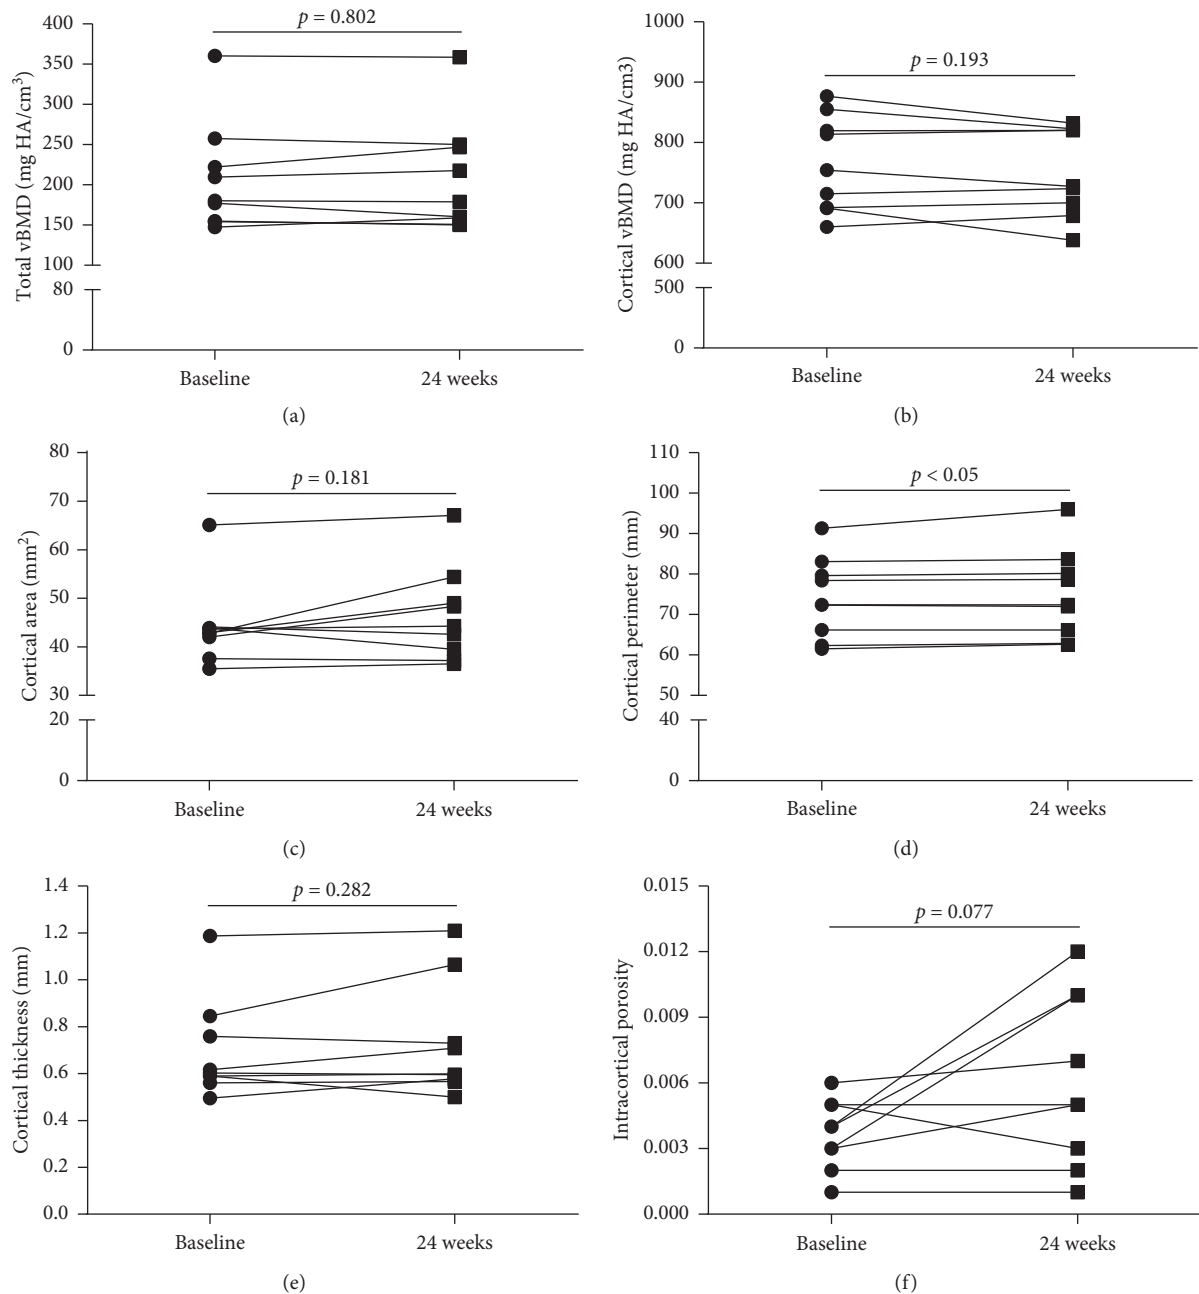 p = 0.802
400
350
300
250
200
150
100
80
0
Total vBMD (mg HA/cm³)
Baseline
24 weeks
(a)
p = 0.193
1000
900
800
700
600
500
0
Cortical vBMD (mg HA/cm3)
Baseline
24 weeks
(b)
p = 0.181
80
70
60
50
40
30
20
0
Cortical area (mm²)
Baseline
24 weeks
(c)
p < 0.05
110
100
90
80
70
60
50
40
0
Cortical perimeter (mm)
Baseline
24 weeks
(d)
p = 0.282
1.4
1.2
1.0
0.8
0.6
0.4
0.2
0.0
Cortical thickness (mm)
Baseline
24 weeks
(e)
p = 0.077
0.015
0.012
0.009
0.006
0.003
0.000
Intracortical porosity
Baseline
24 weeks
(f)